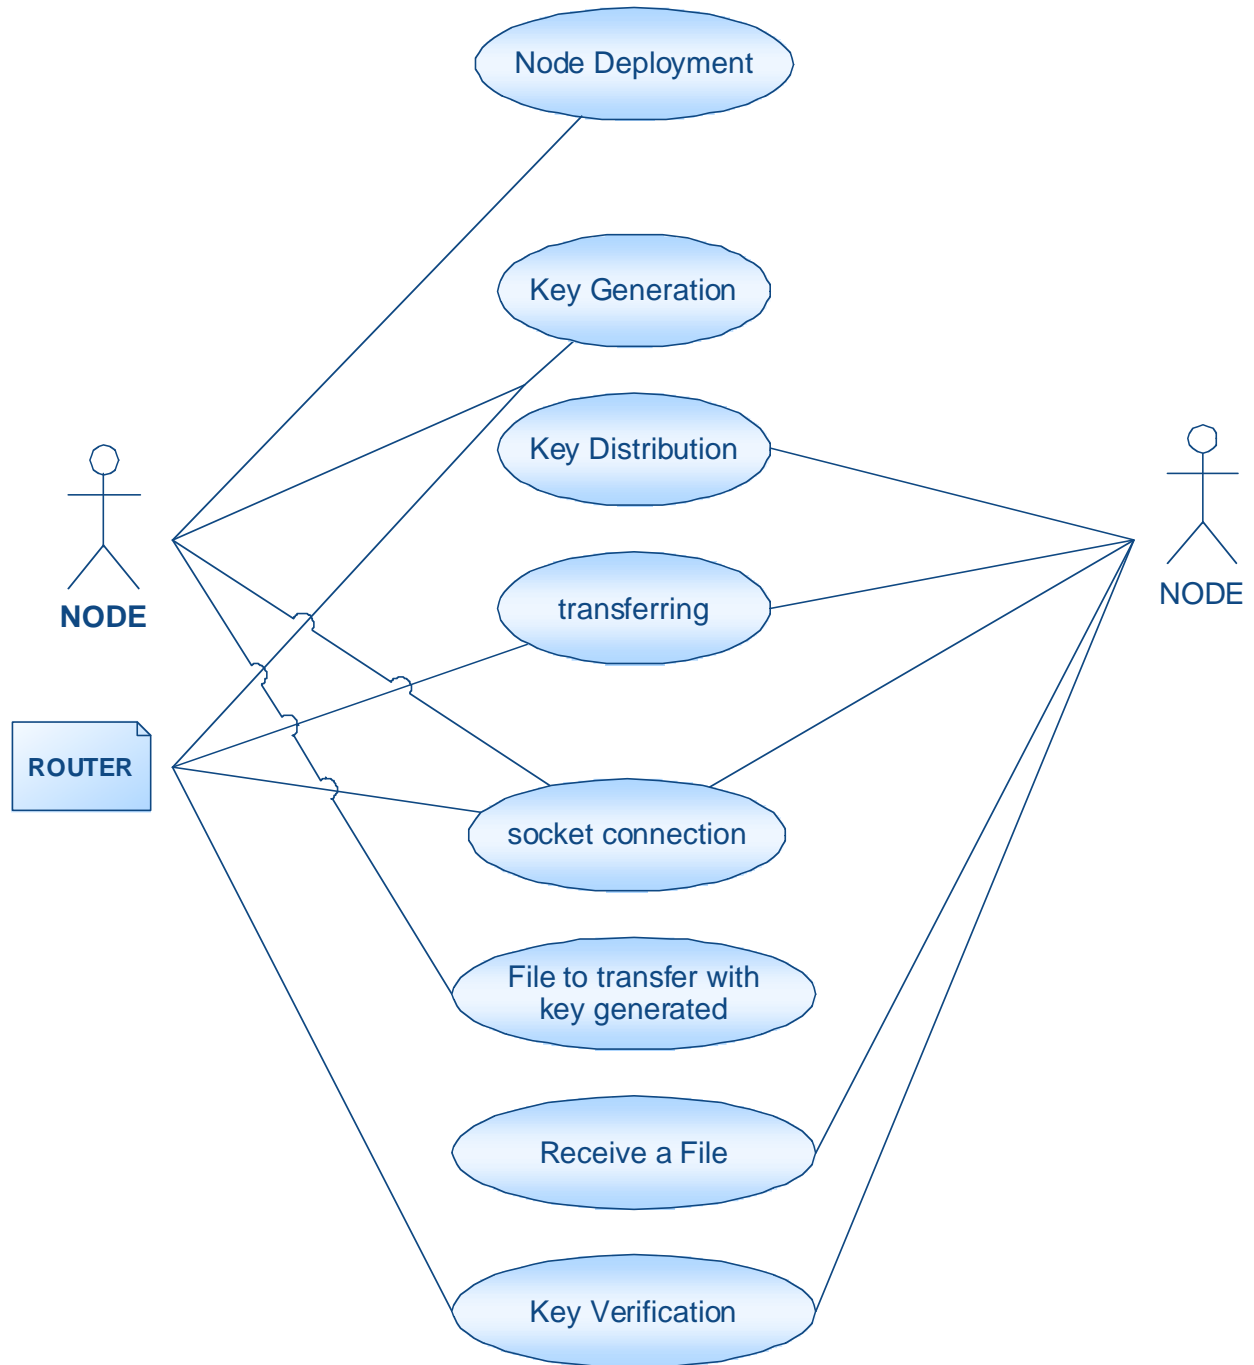 Node Deployment
Key Generation
Key Distribution
NODE
transferring
NODE
ROUTER
socket connection
File to transfer with
key generated
Receive a File
Key Verification